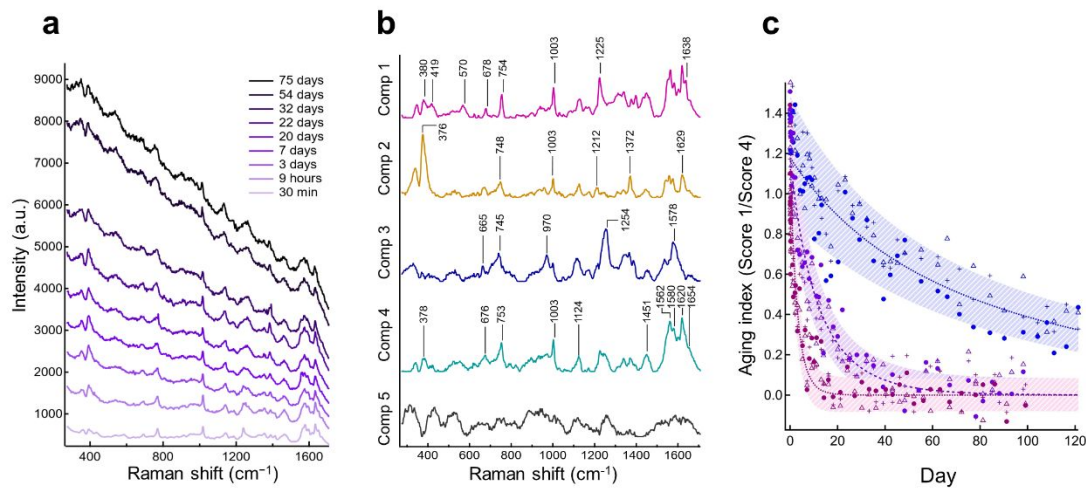 a
b
c
Intensity (a.u.)
9000
8000
7000
6000
5000
4000
3000
2000
1000
75 days
54 days
32 days
22 days
20 days
7 days
3 days
9 hours
30 min
400
800
1200
1600
Raman shift (cm⁻¹)
Comp 1
380
419
570
678
754
1003
1225
1638
Comp 2
376
748
1003
1212
1372
1629
Comp 3
665
745
970
1254
1578
Comp 4
378
676
753
1003
1124
1451
1562
1580
1620
1654
Comp 5
400
600
800
1000
1200
1400
1600
Raman shift (cm⁻¹)
Aging index (Score 1/Score 4)
1.4
1.2
1.0
0.8
0.6
0.4
0.2
0.0
0
20
40
60
80
100
120
Day